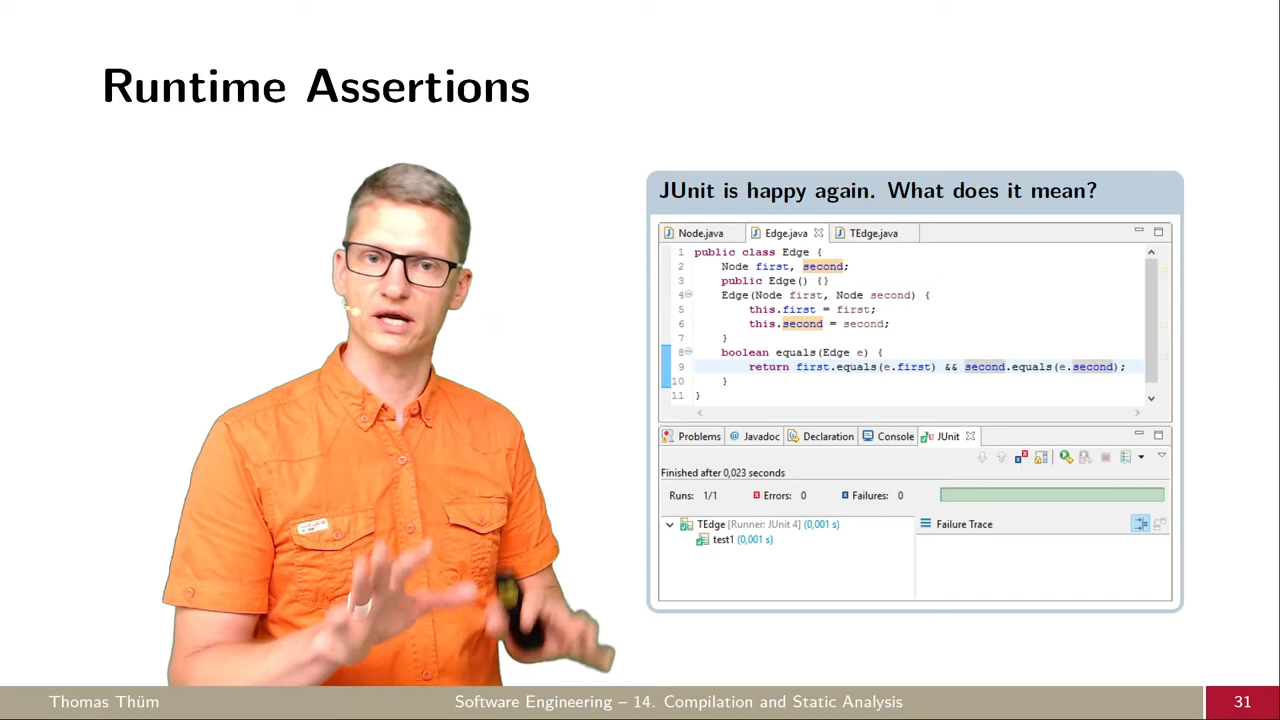 Runtime Assertions
JUnit is happy again. What does it mean?
Node.java Edge.java TEdge.java
1 public class Edge {
2 Node first, second;
3 public Edge() {}
4 Edge(Node first, Node second) {
5 this.first = first;
6 this.second = second;
7 }
8 boolean equals(Edge e) {
9 return first.equals(e.first) && second.equals(e.second);
10 }
11 }
Problems @ Javadoc Declaration Console JUnit
Finished after 0,023 seconds
Runs: 1/1 Errors: 0 Failures: 0
TEdge [Runner: JUnit 4] (0,001 s) Failure Trace
test1 (0,001 s)
Thomas Thüm Software Engineering – 14. Compilation and Static Analysis 31